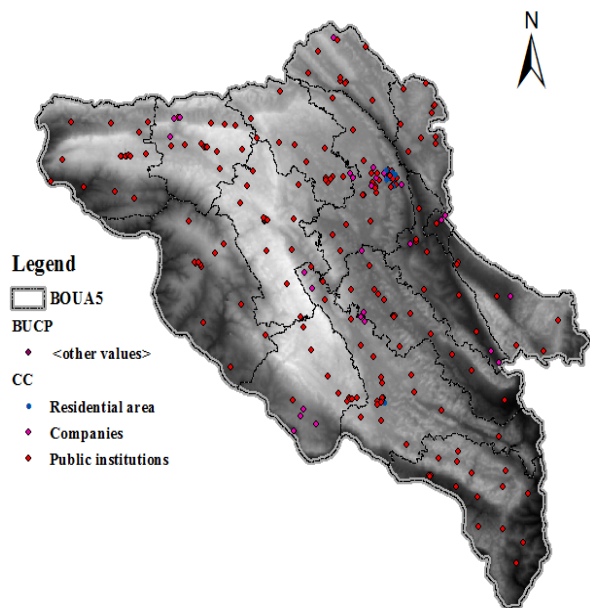 N
Legend
BOUA5
BUCP
<other values>
CC
Residential area
Companies
Public institutions